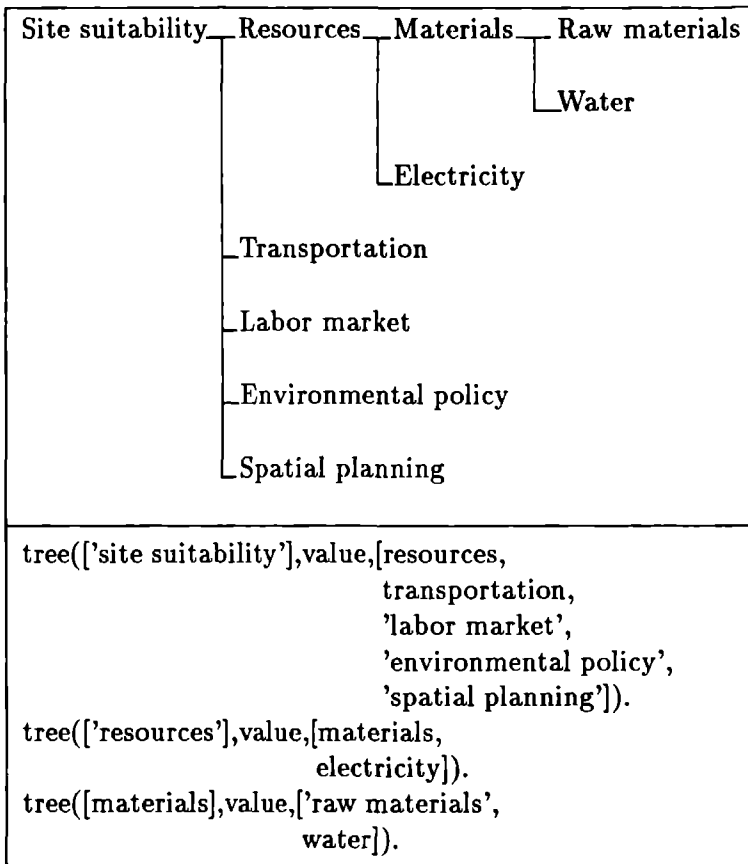 Site suitability Resources Materials Raw materials
Water
Electricity
Transportation
Labor market
Environmental policy
Spatial planning
tree(['site suitability'],value,[resources,
transportation,
'labor market',
'environmental policy',
'spatial planning']).
tree(['resources'],value,[materials,
electricity]).
tree([materials],value,['raw materials',
water]).